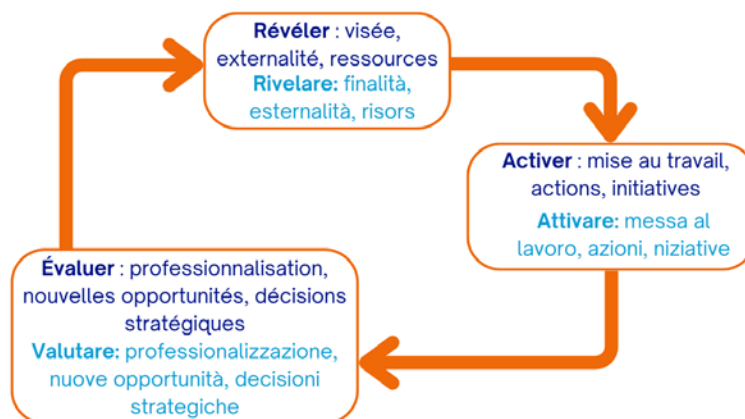 Révéler : visée,
externalité, ressources
Rivelare: finalità,
esternalità, risors
Activer : mise au travail,
actions, initiatives
Attivare: messa al
lavoro, azioni, niziative
Évaluer : professionnalisation,
nouvelles opportunités, décisions
stratégiques
Valutare: professionalizzazione,
nuove opportunità, decisioni
strategiche